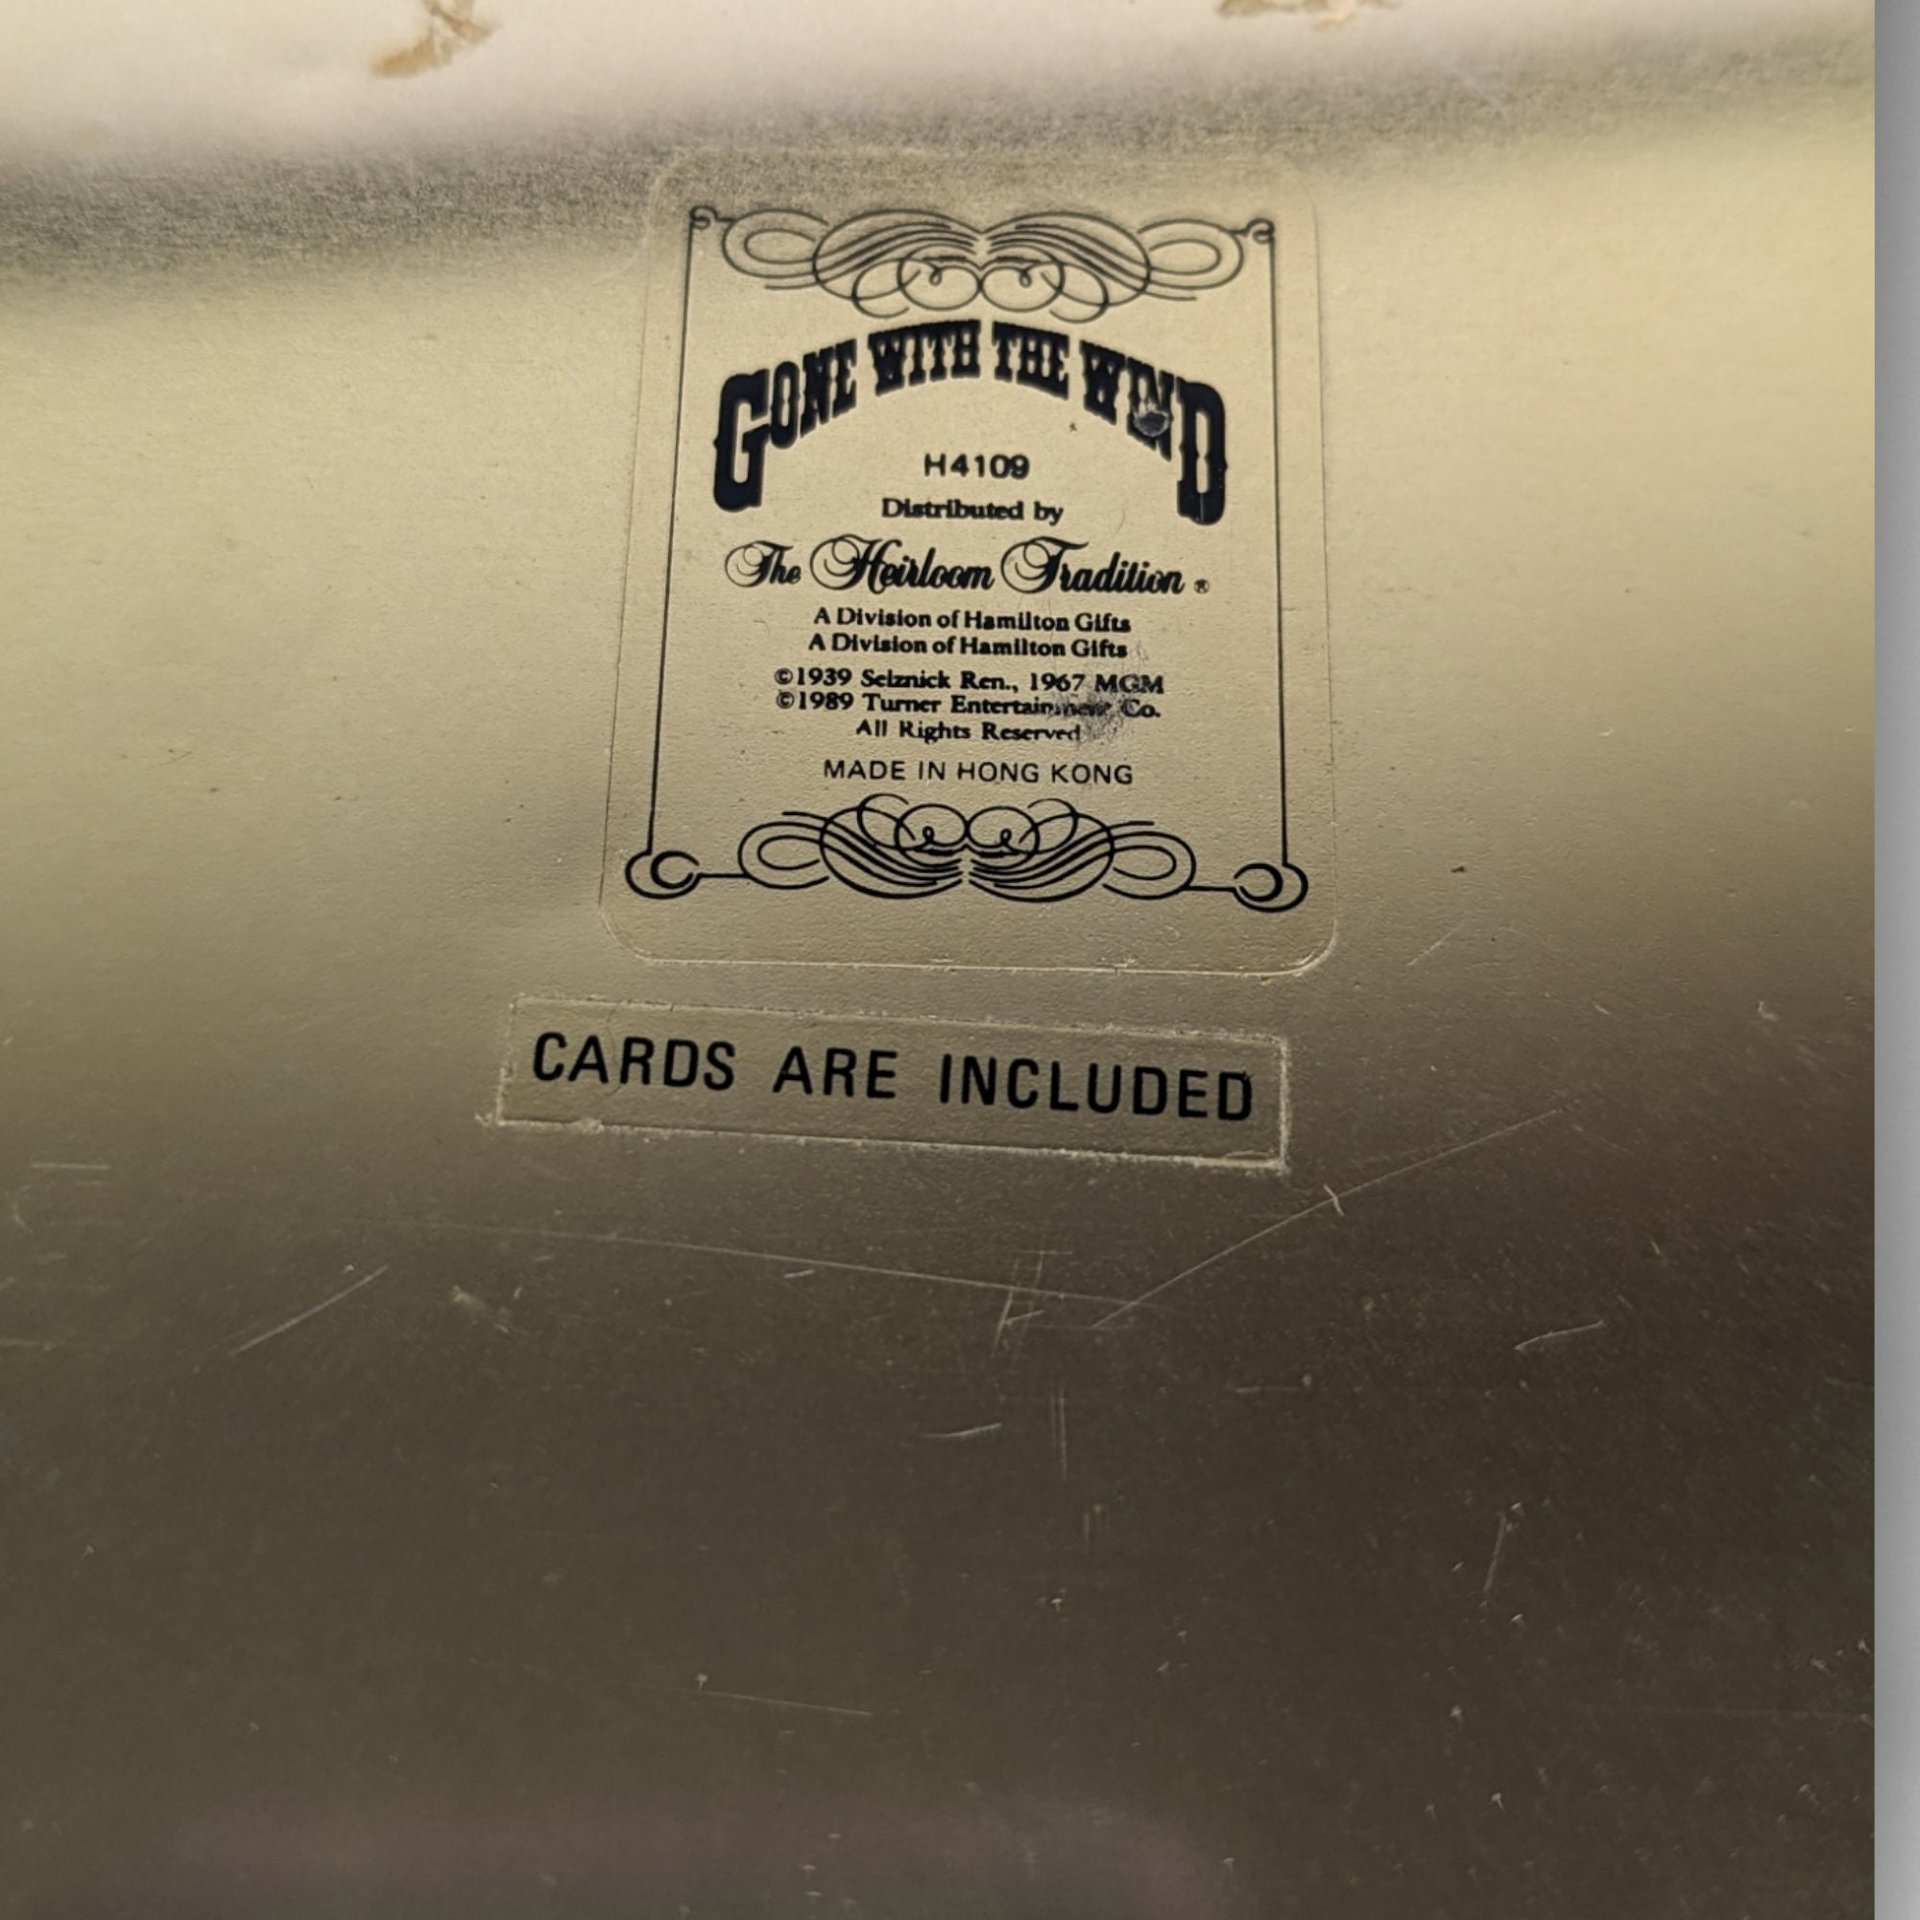 GONE WITH THE WIND
H4109
Distributed by
The Heirloom Tradition ®
A Division of Hamilton Gifts
A Division of Hamilton Gifts
©1939 Selznick Ren., 1967 MGM
©1989 Turner Entertainment Co.
All Rights Reserved
MADE IN HONG KONG
CARDS ARE INCLUDED